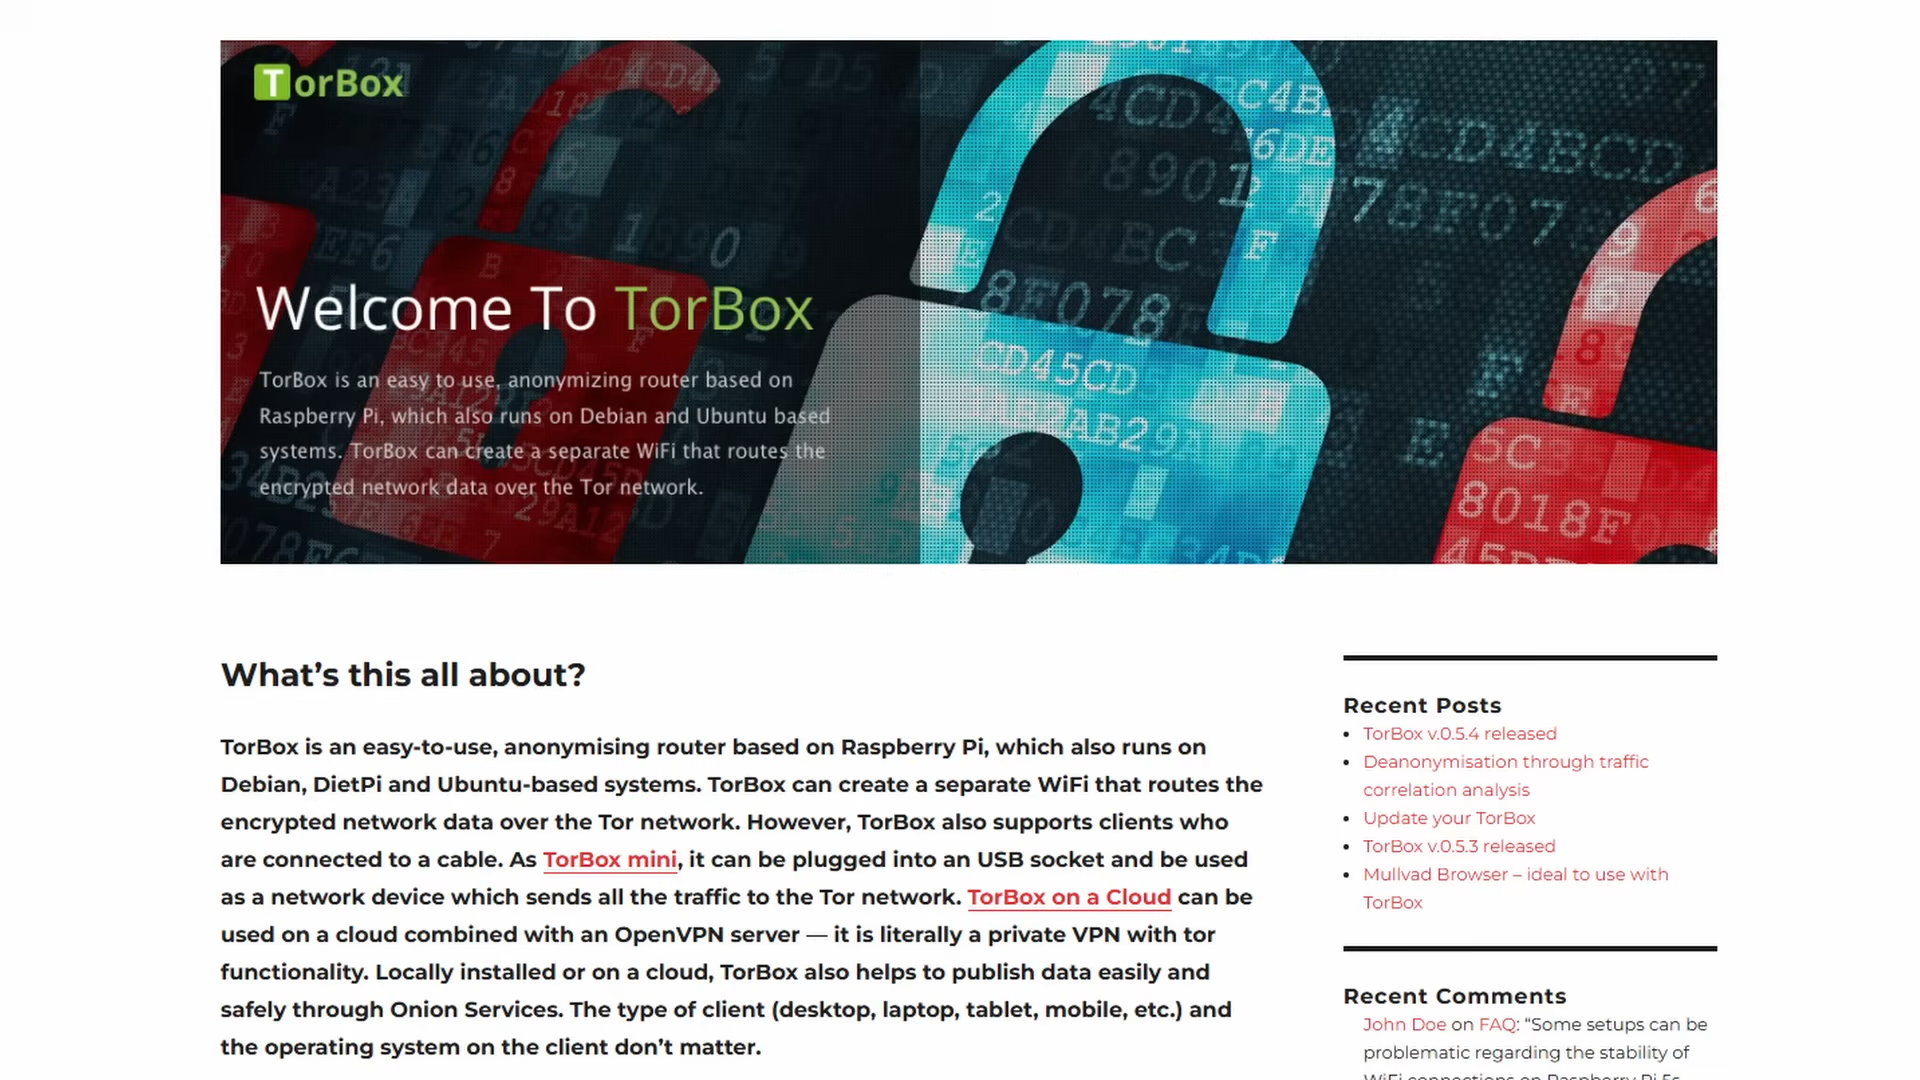 TorBox
Welcome To TorBox
TorBox is an easy to use, anonymizing router based on
Raspberry Pi, which also runs on Debian and Ubuntu based
systems. TorBox can create a separate WiFi that routes the
encrypted network data over the Tor network.
What’s this all about?
TorBox is an easy-to-use, anonymising router based on Raspberry Pi, which also runs on
Debian, DietPi and Ubuntu-based systems. TorBox can create a separate WiFi that routes the
encrypted network data over the Tor network. However, TorBox also supports clients who
are connected to a cable. As TorBox mini, it can be plugged into an USB socket and be used
as a network device which sends all the traffic to the Tor network. TorBox on a Cloud can be
used on a cloud combined with an OpenVPN server — it is literally a private VPN with tor
functionality. Locally installed or on a cloud, TorBox also helps to publish data easily and
safely through Onion Services. The type of client (desktop, laptop, tablet, mobile, etc.) and
the operating system on the client don’t matter.
Recent Posts
TorBox v.0.5.4 released
Deanonymisation through traffic
correlation analysis
Update your TorBox
TorBox v.0.5.3 released
Mullvad Browser – ideal to use with
TorBox
Recent Comments
John Doe on FAQ: “Some setups can be
problematic regarding the stability of
WiFi connections on Raspberry Pi 5s